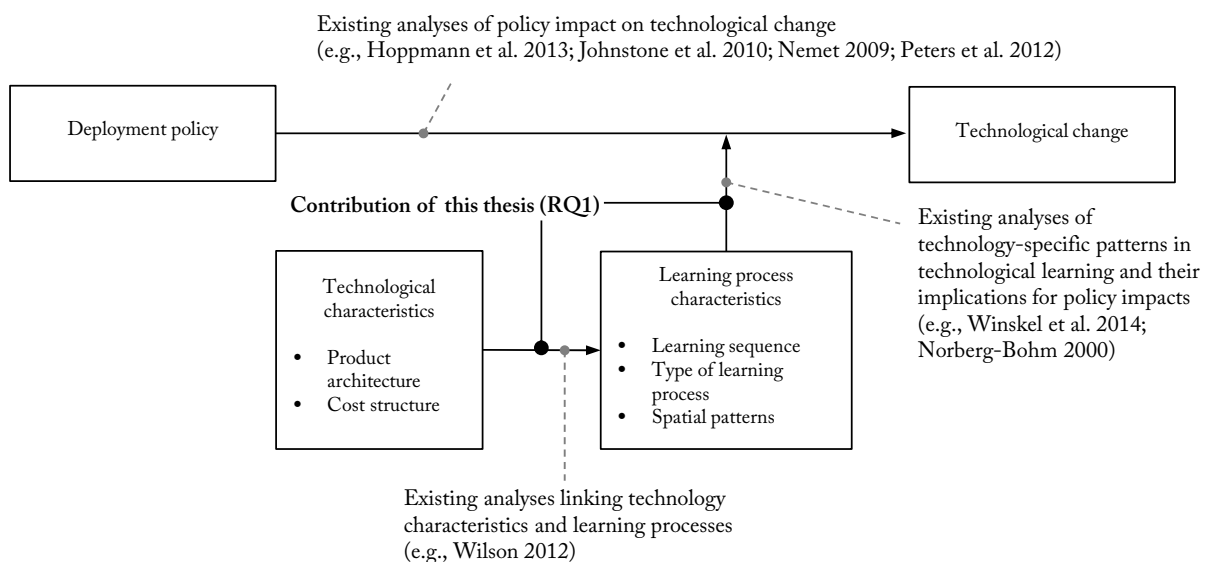 Existing analyses of policy impact on technological change
(e.g., Hoppmann et al. 2013; Johnstone et al. 2010; Nemet 2009; Peters et al. 2012)
Deployment policy
Technological change
Contribution of this thesis (RQ1)
Existing analyses of
technology-specific patterns in
technological learning and their
implications for policy impacts
(e.g., Winskel et al. 2014;
Norberg-Bohm 2000)
Technological
characteristics
• Product
architecture
• Cost structure
Learning process
characteristics
• Learning sequence
• Type of learning
process
• Spatial patterns
Existing analyses linking technology
characteristics and learning processes
(e.g., Wilson 2012)